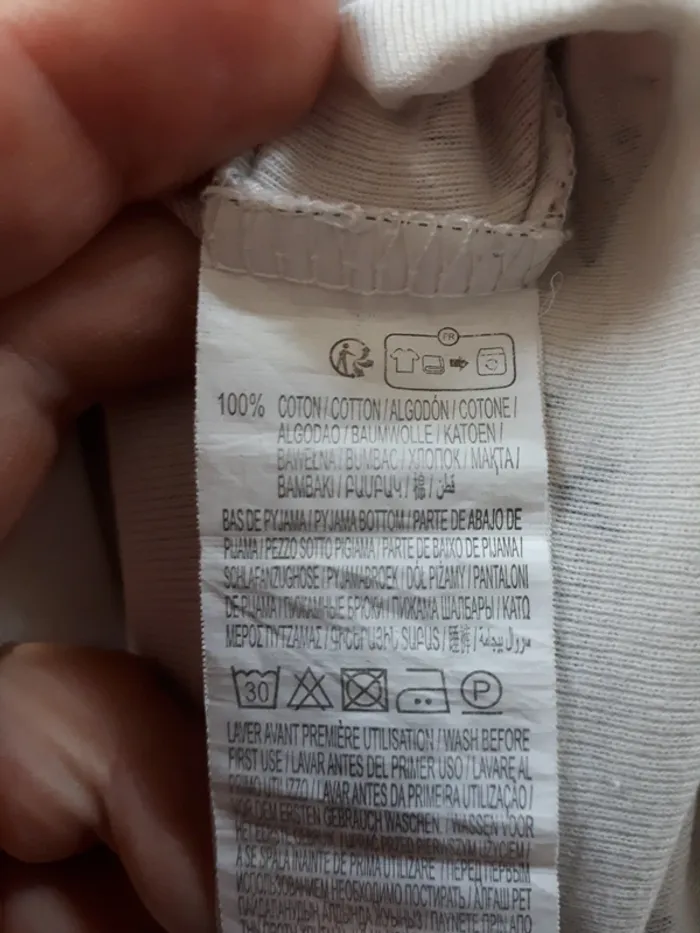 FR
100% COTON / COTTON / ALGODÓN / COTONE /
ALGODAO / BAUMWOLLE / KATOEN /
BAWEŁNA / BUMBAC / ХЛОПОК / МАҚТА /
BAMBAKI / ԲԱՄԲԱԿ / 棉 / قطن
BAS DE PYJAMA / PYJAMA BOTTOM / PARTE DE ABAJO DE
PIJAMA / PEZZO SOTTO PIGIAMA / PARTE DE BAIXO DE PIJAMA /
SCHLAFANZUGHOSE / PYJAMABROEK / DÓŁ PIŻAMY / PANTALONI
DE PIJAMA / ПИЖАМНЫЕ БРЮКИ / ПИЖАМА ШАЛБАРЫ / ΚΑΤΩ
ΜΕΡΟΣ ΠΥΤΖΑΜΑΣ / 睡裤 / سروال بيجامة
30 P
LAVER AVANT PREMIÈRE UTILISATION / WASH BEFORE
FIRST USE / LAVAR ANTES DEL PRIMER USO / LAVARE AL
PRIMO UTILIZZO / LAVAR ANTES DA PRIMEIRA UTILIZAÇÃO /
VOR DEM ERSTEN GEBRAUCH WASCHEN / WASSEN VOOR
A SE SPALA INAINTE DE PRIMA UTILIZARE / ПЕРЕД ПЕРВЫМ
ИСПОЛЬЗОВАНИЕМ НЕОБХОДИМО ПОСТИРАТЬ / АЛҒАШ РЕТ